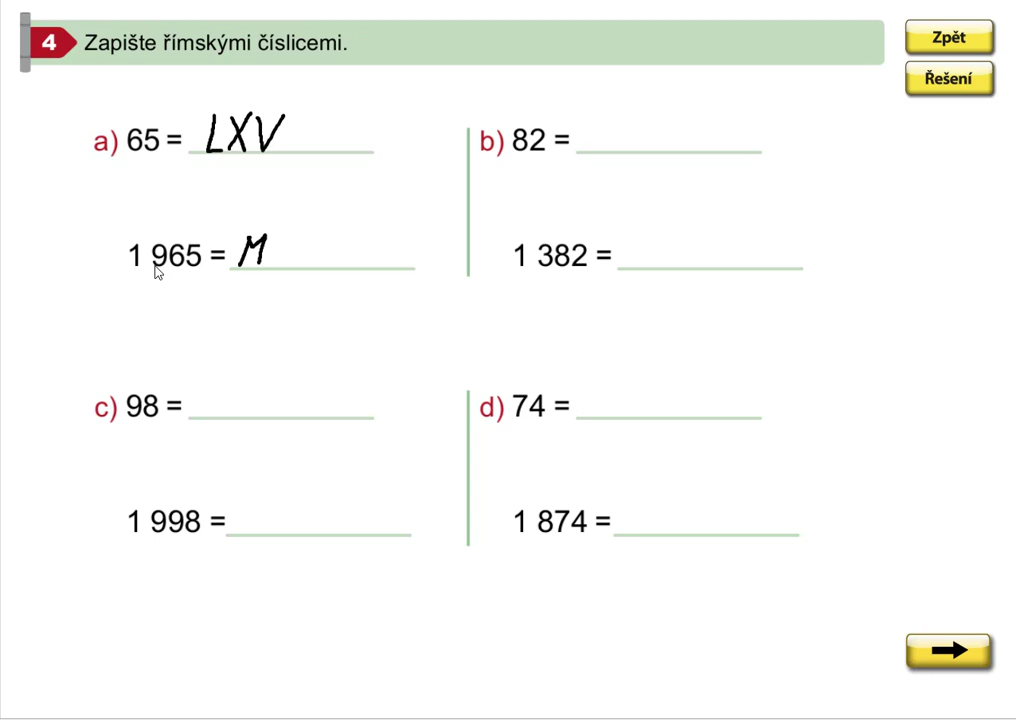 4 Zapište římskými číslicemi.
Zpět
Řešení
a) 65 = LXV
1 965 = M
b) 82 =
1 382 =
c) 98 =
1 998 =
d) 74 =
1 874 =